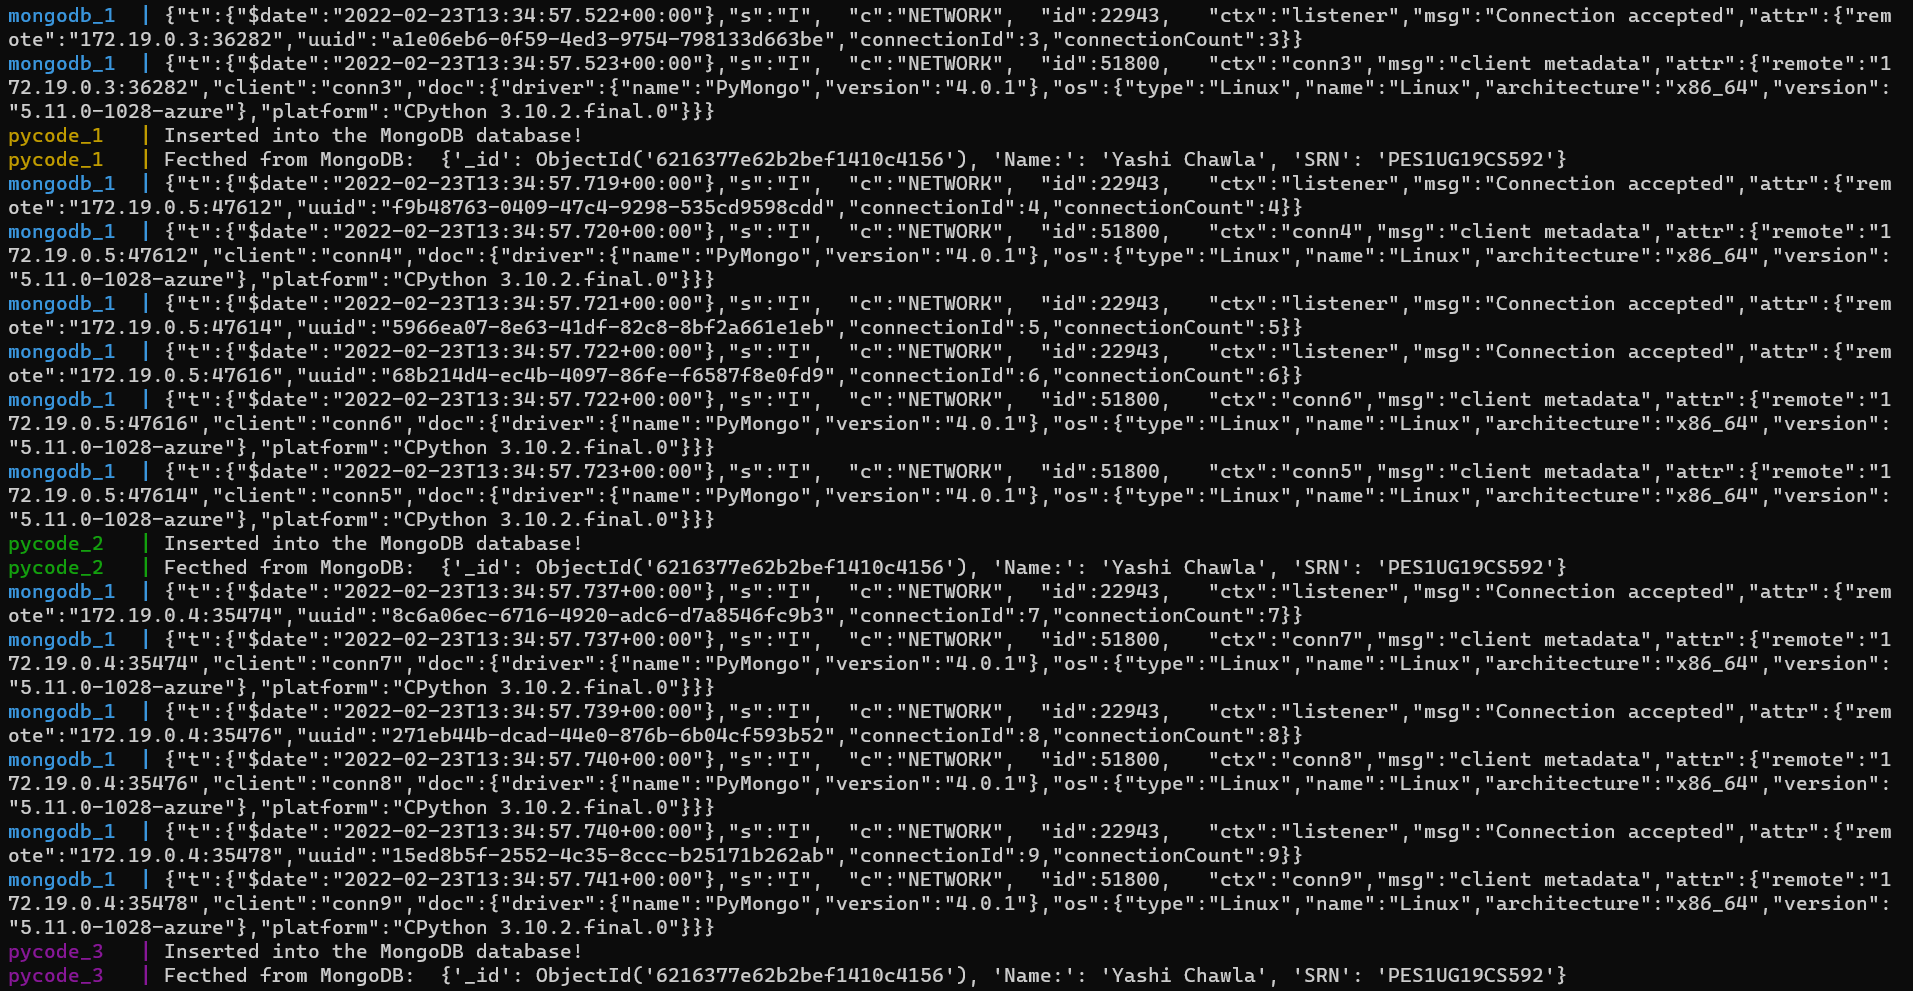 mongodb_1  | {"t":{"$date":"2022-02-23T13:34:57.522+00:00"},"s":"I",  "c":"NETWORK",  "id":22943,   "ctx":"listener","msg":"Connection accepted","attr":{"rem
ote":"172.19.0.3:36282","uuid":"a1e06eb6-0f59-4ed3-9754-798133d663be","connectionId":3,"connectionCount":3}}
mongodb_1  | {"t":{"$date":"2022-02-23T13:34:57.523+00:00"},"s":"I",  "c":"NETWORK",  "id":51800,   "ctx":"conn3","msg":"client metadata","attr":{"remote":"1
72.19.0.3:36282","client":"conn3","doc":{"driver":{"name":"PyMongo","version":"4.0.1"},"os":{"type":"Linux","name":"Linux","architecture":"x86_64","version":
"5.11.0-1028-azure"},"platform":"CPython 3.10.2.final.0"}}}
pycode_1   | Inserted into the MongoDB database!
pycode_1   | Fecthed from MongoDB:  {'_id': ObjectId('6216377e62b2bef1410c4156'), 'Name:': 'Yashi Chawla', 'SRN': 'PES1UG19CS592'}
mongodb_1  | {"t":{"$date":"2022-02-23T13:34:57.719+00:00"},"s":"I",  "c":"NETWORK",  "id":22943,   "ctx":"listener","msg":"Connection accepted","attr":{"rem
ote":"172.19.0.5:47612","uuid":"f9b48763-0409-47c4-9298-535cd9598cdd","connectionId":4,"connectionCount":4}}
mongodb_1  | {"t":{"$date":"2022-02-23T13:34:57.720+00:00"},"s":"I",  "c":"NETWORK",  "id":51800,   "ctx":"conn4","msg":"client metadata","attr":{"remote":"1
72.19.0.5:47612","client":"conn4","doc":{"driver":{"name":"PyMongo","version":"4.0.1"},"os":{"type":"Linux","name":"Linux","architecture":"x86_64","version":
"5.11.0-1028-azure"},"platform":"CPython 3.10.2.final.0"}}}
mongodb_1  | {"t":{"$date":"2022-02-23T13:34:57.721+00:00"},"s":"I",  "c":"NETWORK",  "id":22943,   "ctx":"listener","msg":"Connection accepted","attr":{"rem
ote":"172.19.0.5:47614","uuid":"5966ea07-8e63-41df-82c8-8bf2a661e1eb","connectionId":5,"connectionCount":5}}
mongodb_1  | {"t":{"$date":"2022-02-23T13:34:57.722+00:00"},"s":"I",  "c":"NETWORK",  "id":22943,   "ctx":"listener","msg":"Connection accepted","attr":{"rem
ote":"172.19.0.5:47616","uuid":"68b214d4-ec4b-4097-86fe-f6587f8e0fd9","connectionId":6,"connectionCount":6}}
mongodb_1  | {"t":{"$date":"2022-02-23T13:34:57.722+00:00"},"s":"I",  "c":"NETWORK",  "id":51800,   "ctx":"conn6","msg":"client metadata","attr":{"remote":"1
72.19.0.5:47616","client":"conn6","doc":{"driver":{"name":"PyMongo","version":"4.0.1"},"os":{"type":"Linux","name":"Linux","architecture":"x86_64","version":
"5.11.0-1028-azure"},"platform":"CPython 3.10.2.final.0"}}}
mongodb_1  | {"t":{"$date":"2022-02-23T13:34:57.723+00:00"},"s":"I",  "c":"NETWORK",  "id":51800,   "ctx":"conn5","msg":"client metadata","attr":{"remote":"1
72.19.0.5:47614","client":"conn5","doc":{"driver":{"name":"PyMongo","version":"4.0.1"},"os":{"type":"Linux","name":"Linux","architecture":"x86_64","version":
"5.11.0-1028-azure"},"platform":"CPython 3.10.2.final.0"}}}
pycode_2   | Inserted into the MongoDB database!
pycode_2   | Fecthed from MongoDB:  {'_id': ObjectId('6216377e62b2bef1410c4156'), 'Name:': 'Yashi Chawla', 'SRN': 'PES1UG19CS592'}
mongodb_1  | {"t":{"$date":"2022-02-23T13:34:57.737+00:00"},"s":"I",  "c":"NETWORK",  "id":22943,   "ctx":"listener","msg":"Connection accepted","attr":{"rem
ote":"172.19.0.4:35474","uuid":"8c6a06ec-6716-4920-adc6-d7a8546fc9b3","connectionId":7,"connectionCount":7}}
mongodb_1  | {"t":{"$date":"2022-02-23T13:34:57.737+00:00"},"s":"I",  "c":"NETWORK",  "id":51800,   "ctx":"conn7","msg":"client metadata","attr":{"remote":"1
72.19.0.4:35474","client":"conn7","doc":{"driver":{"name":"PyMongo","version":"4.0.1"},"os":{"type":"Linux","name":"Linux","architecture":"x86_64","version":
"5.11.0-1028-azure"},"platform":"CPython 3.10.2.final.0"}}}
mongodb_1  | {"t":{"$date":"2022-02-23T13:34:57.739+00:00"},"s":"I",  "c":"NETWORK",  "id":22943,   "ctx":"listener","msg":"Connection accepted","attr":{"rem
ote":"172.19.0.4:35476","uuid":"271eb44b-dcad-44e0-876b-6b04cf593b52","connectionId":8,"connectionCount":8}}
mongodb_1  | {"t":{"$date":"2022-02-23T13:34:57.740+00:00"},"s":"I",  "c":"NETWORK",  "id":51800,   "ctx":"conn8","msg":"client metadata","attr":{"remote":"1
72.19.0.4:35476","client":"conn8","doc":{"driver":{"name":"PyMongo","version":"4.0.1"},"os":{"type":"Linux","name":"Linux","architecture":"x86_64","version":
"5.11.0-1028-azure"},"platform":"CPython 3.10.2.final.0"}}}
mongodb_1  | {"t":{"$date":"2022-02-23T13:34:57.740+00:00"},"s":"I",  "c":"NETWORK",  "id":22943,   "ctx":"listener","msg":"Connection accepted","attr":{"rem
ote":"172.19.0.4:35478","uuid":"15ed8b5f-2552-4c35-8ccc-b25171b262ab","connectionId":9,"connectionCount":9}}
mongodb_1  | {"t":{"$date":"2022-02-23T13:34:57.741+00:00"},"s":"I",  "c":"NETWORK",  "id":51800,   "ctx":"conn9","msg":"client metadata","attr":{"remote":"1
72.19.0.4:35478","client":"conn9","doc":{"driver":{"name":"PyMongo","version":"4.0.1"},"os":{"type":"Linux","name":"Linux","architecture":"x86_64","version":
"5.11.0-1028-azure"},"platform":"CPython 3.10.2.final.0"}}}
pycode_3   | Inserted into the MongoDB database!
pycode_3   | Fecthed from MongoDB:  {'_id': ObjectId('6216377e62b2bef1410c4156'), 'Name:': 'Yashi Chawla', 'SRN': 'PES1UG19CS592'}